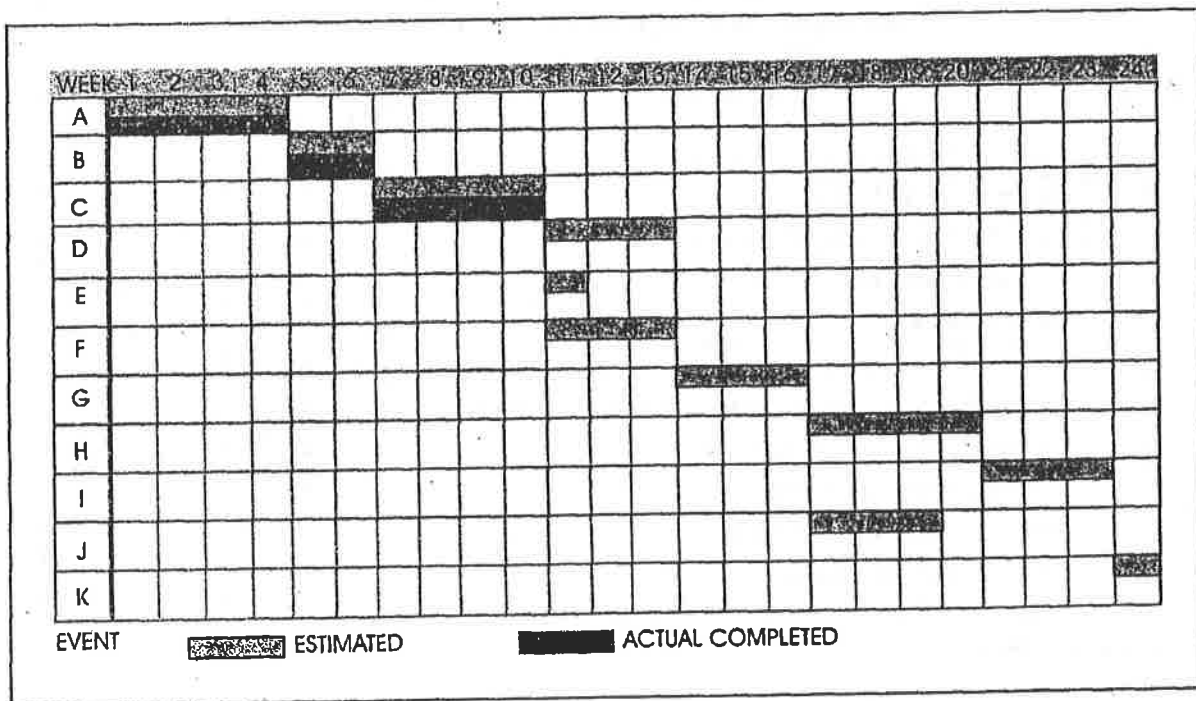 WEEK 1 2 3 4 5 6 7 8 9 10 11 12 13 14 15 16 17 18 19 20 21 22 23 24
A
B
C
D
E
F
G
H
I
J
K
EVENT ESTIMATED ACTUAL COMPLETED